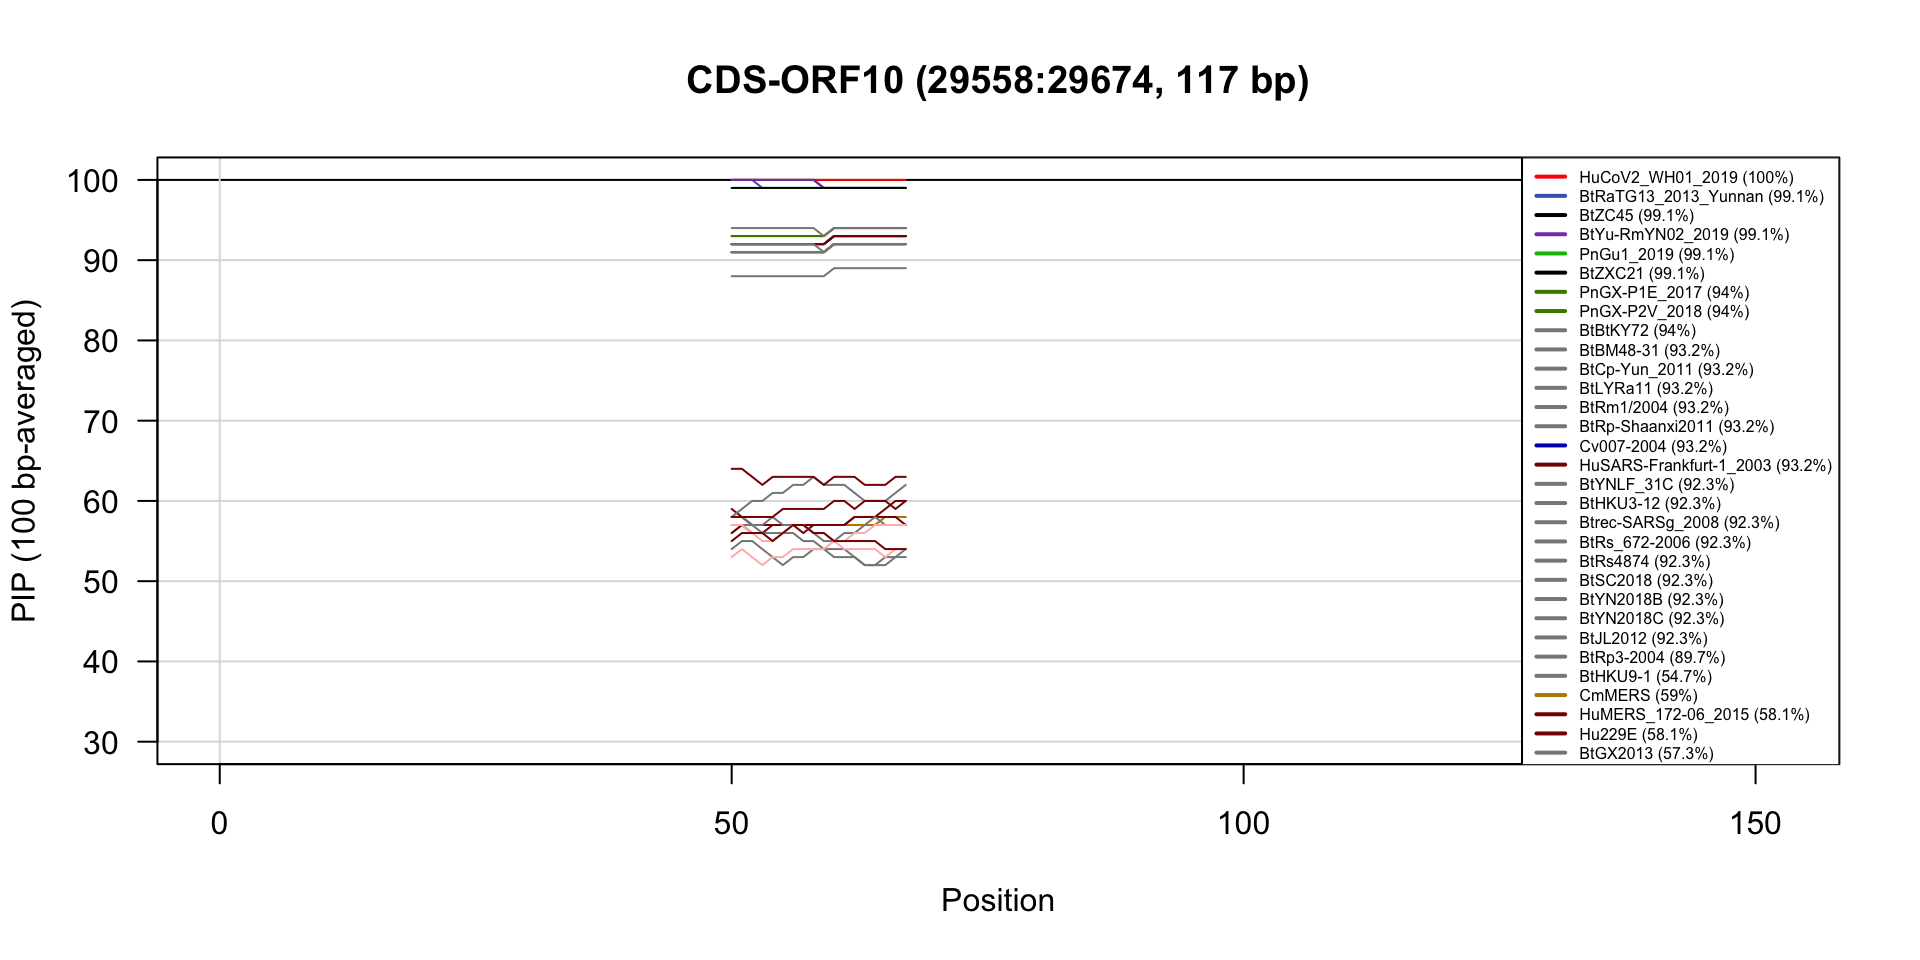 CDS-ORF10 (29558:29674, 117 bp)
PIP (100 bp-averaged)
100
90
80
70
60
50
40
30
HuCoV2_WH01_2019 (100%)
BtRaTG13_2013_Yunnan (99.1%)
BtZC45 (99.1%)
BtYu-RmYN02_2019 (99.1%)
PnGu1_2019 (99.1%)
BtZXC21 (99.1%)
PnGX-P1E_2017 (94%)
PnGX-P2V_2018 (94%)
BtBtKY72 (94%)
BtBM48-31 (93.2%)
BtCp-Yun_2011 (93.2%)
BtLYRa11 (93.2%)
BtRm1/2004 (93.2%)
BtRp-Shaanxi2011 (93.2%)
Cv007-2004 (93.2%)
HuSARS-Frankfurt-1_2003 (93.2%)
BtYNLF_31C (92.3%)
BtHKU3-12 (92.3%)
Btrec-SARSg_2008 (92.3%)
BtRs_672-2006 (92.3%)
BtRs4874 (92.3%)
BtSC2018 (92.3%)
BtYN2018B (92.3%)
BtYN2018C (92.3%)
BtJL2012 (92.3%)
BtRp3-2004 (89.7%)
BtHKU9-1 (54.7%)
CmMERS (59%)
HuMERS_172-06_2015 (58.1%)
Hu229E (58.1%)
BtGX2013 (57.3%)
0 50 100 150
Position